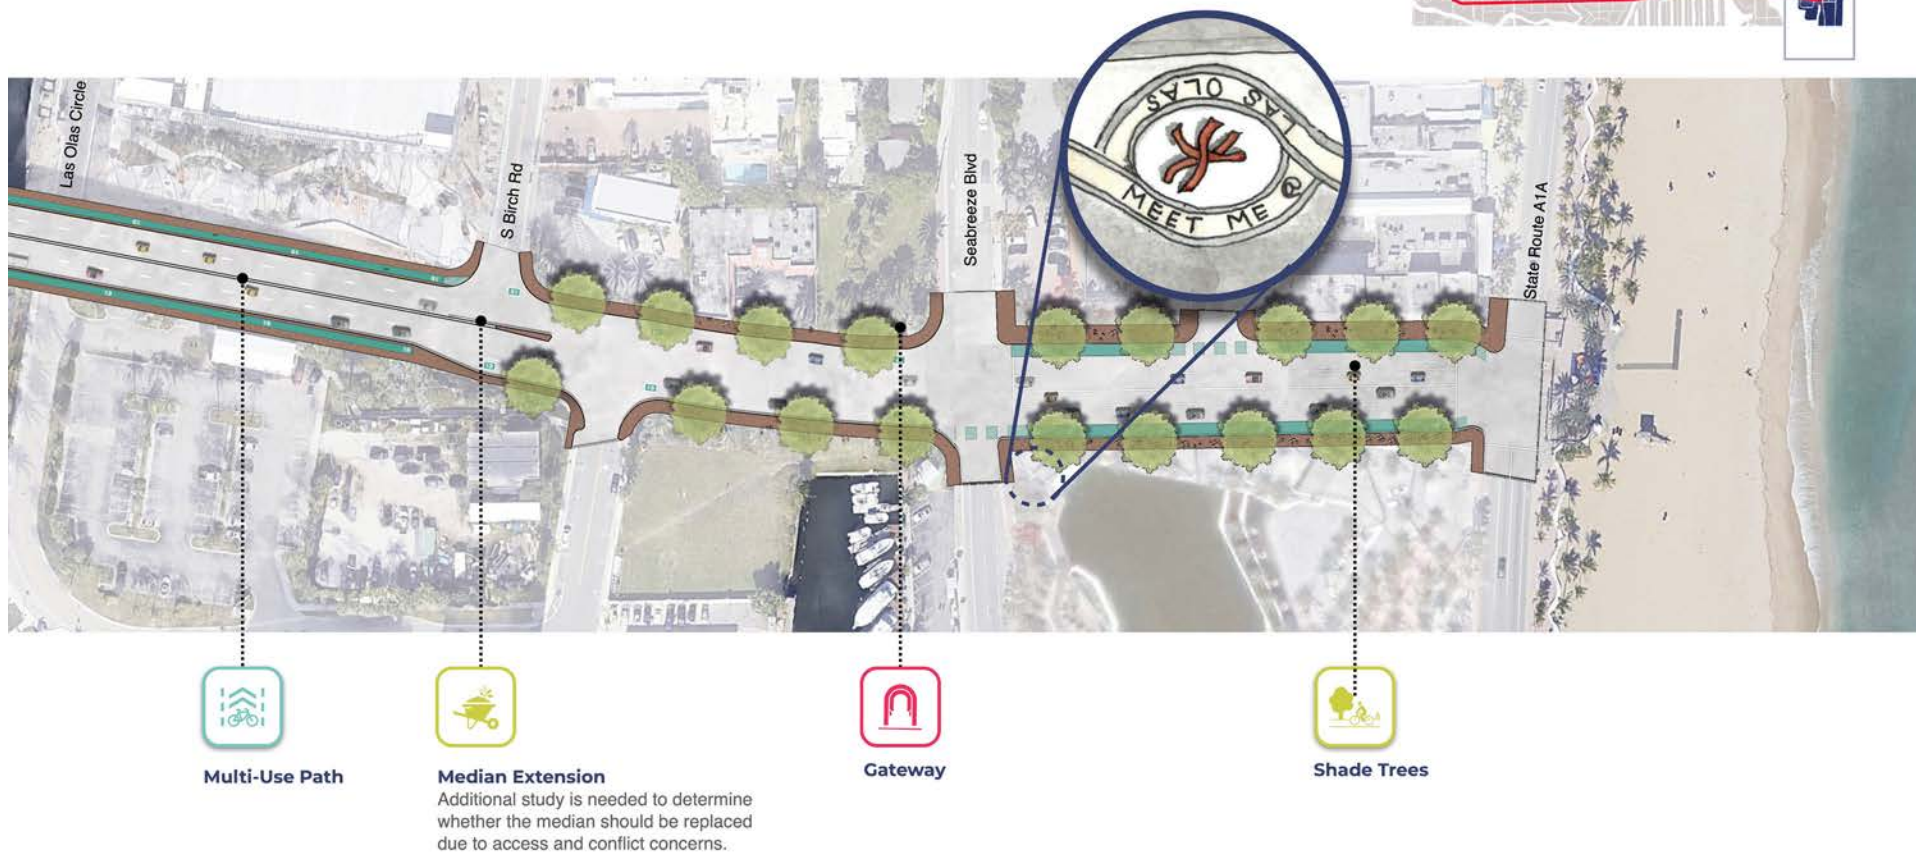 Las Olas Circle
S Birch Rd
Seabreeze Blvd
LAS OLAS
MEET ME @
State Route A1A
Multi-Use Path
Median Extension
Additional study is needed to determine
whether the median should be replaced
due to access and conflict concerns.
Gateway
Shade Trees